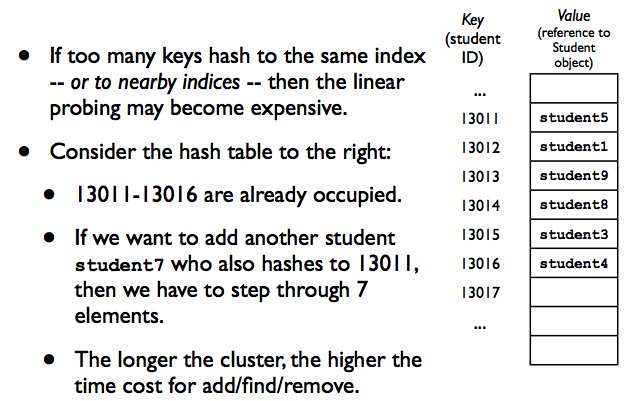 ● If too many keys hash to the same index
-- or to nearby indices -- then the linear
probing may become expensive.
● Consider the hash table to the right:
● 13011-13016 are already occupied.
● If we want to add another student
student7 who also hashes to 13011,
then we have to step through 7
elements.
● The longer the cluster, the higher the
time cost for add/find/remove.
Key
(student
ID)
Value
(reference to
Student
object)
...
13011 student5
13012 student1
13013 student9
13014 student8
13015 student3
13016 student4
13017
...